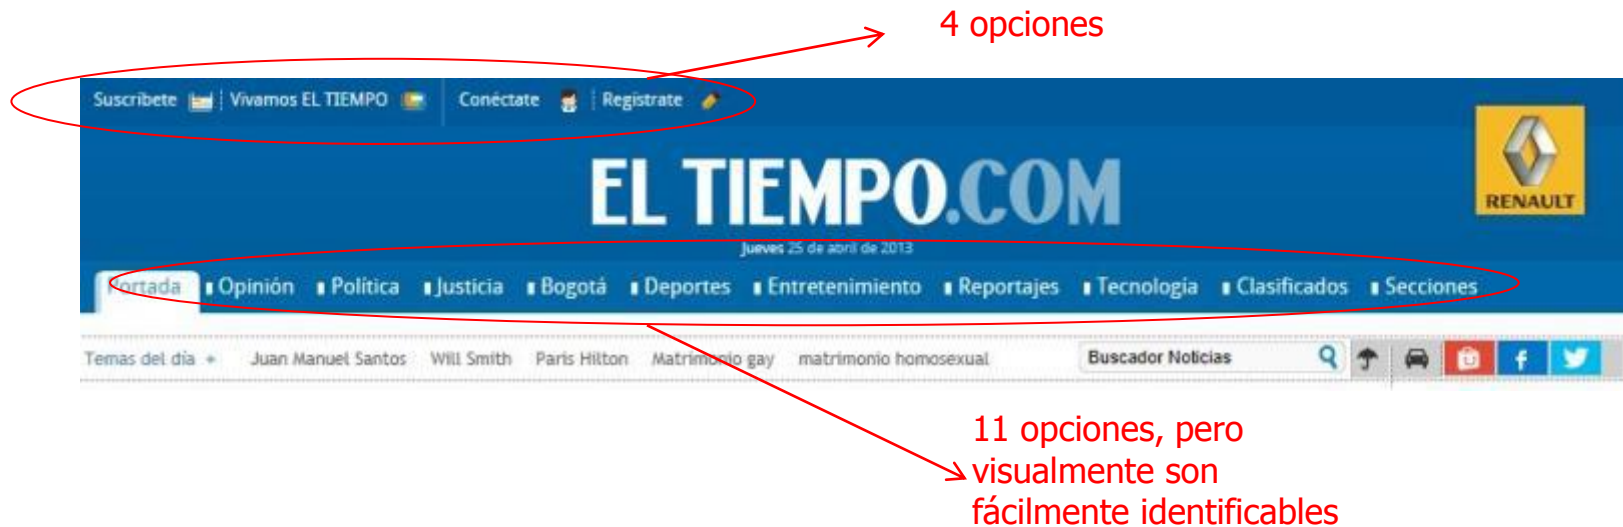 4 opciones
Suscríbete Vivamos EL TIEMPO Conéctate Regístrate
EL TIEMPO.COM
RENAULT
Jueves 25 de abril de 2013
Portada Opinión Política Justicia Bogotá Deportes Entretenimiento Reportajes Tecnología Clasificados Secciones
Temas del día + Juan Manuel Santos Will Smith Paris Hilton Matrimonio gay matrimonio homosexual Buscador Noticias
11 opciones, pero
visualmente son
fácilmente identificables